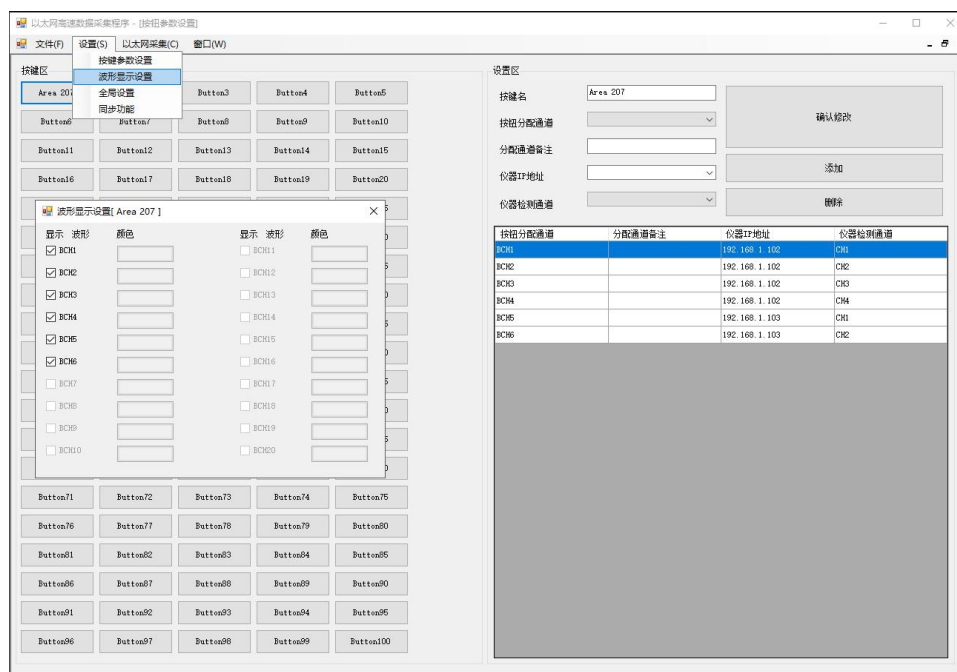 以太网高速数据采集程序 - [按钮参数设置]
文件(F) 设置(S) 以太网采集(C) 窗口(W)
按键参数设置
波形显示设置
全局设置
同步功能
按键区
Area 207 Button3 Button4 Button5
Button6 Button7 Button8 Button9 Button10
Button11 Button12 Button13 Button14 Button15
Button16 Button17 Button18 Button19 Button20
波形显示设置[ Area 207 ]
显示 波形 颜色 显示 波形 颜色
BCH1 BCH11
BCH2 BCH12
BCH3 BCH13
BCH4 BCH14
BCH5 BCH15
BCH6 BCH16
BCH7 BCH17
BCH8 BCH18
BCH9 BCH19
BCH10 BCH20
Button71 Button72 Button73 Button74 Button75
Button76 Button77 Button78 Button79 Button80
Button81 Button82 Button83 Button84 Button85
Button86 Button87 Button88 Button89 Button90
Button91 Button92 Button93 Button94 Button95
Button96 Button97 Button98 Button99 Button100
设置区
按键名 Area 207
按钮分配通道
分配通道备注
仪器IP地址
仪器检测通道
确认修改
添加
删除
按钮分配通道 分配通道备注 仪器IP地址 仪器检测通道
BCH1 192.168.1.102 CH1
BCH2 192.168.1.102 CH2
BCH3 192.168.1.102 CH3
BCH4 192.168.1.102 CH4
BCH5 192.168.1.103 CH1
BCH6 192.168.1.103 CH2